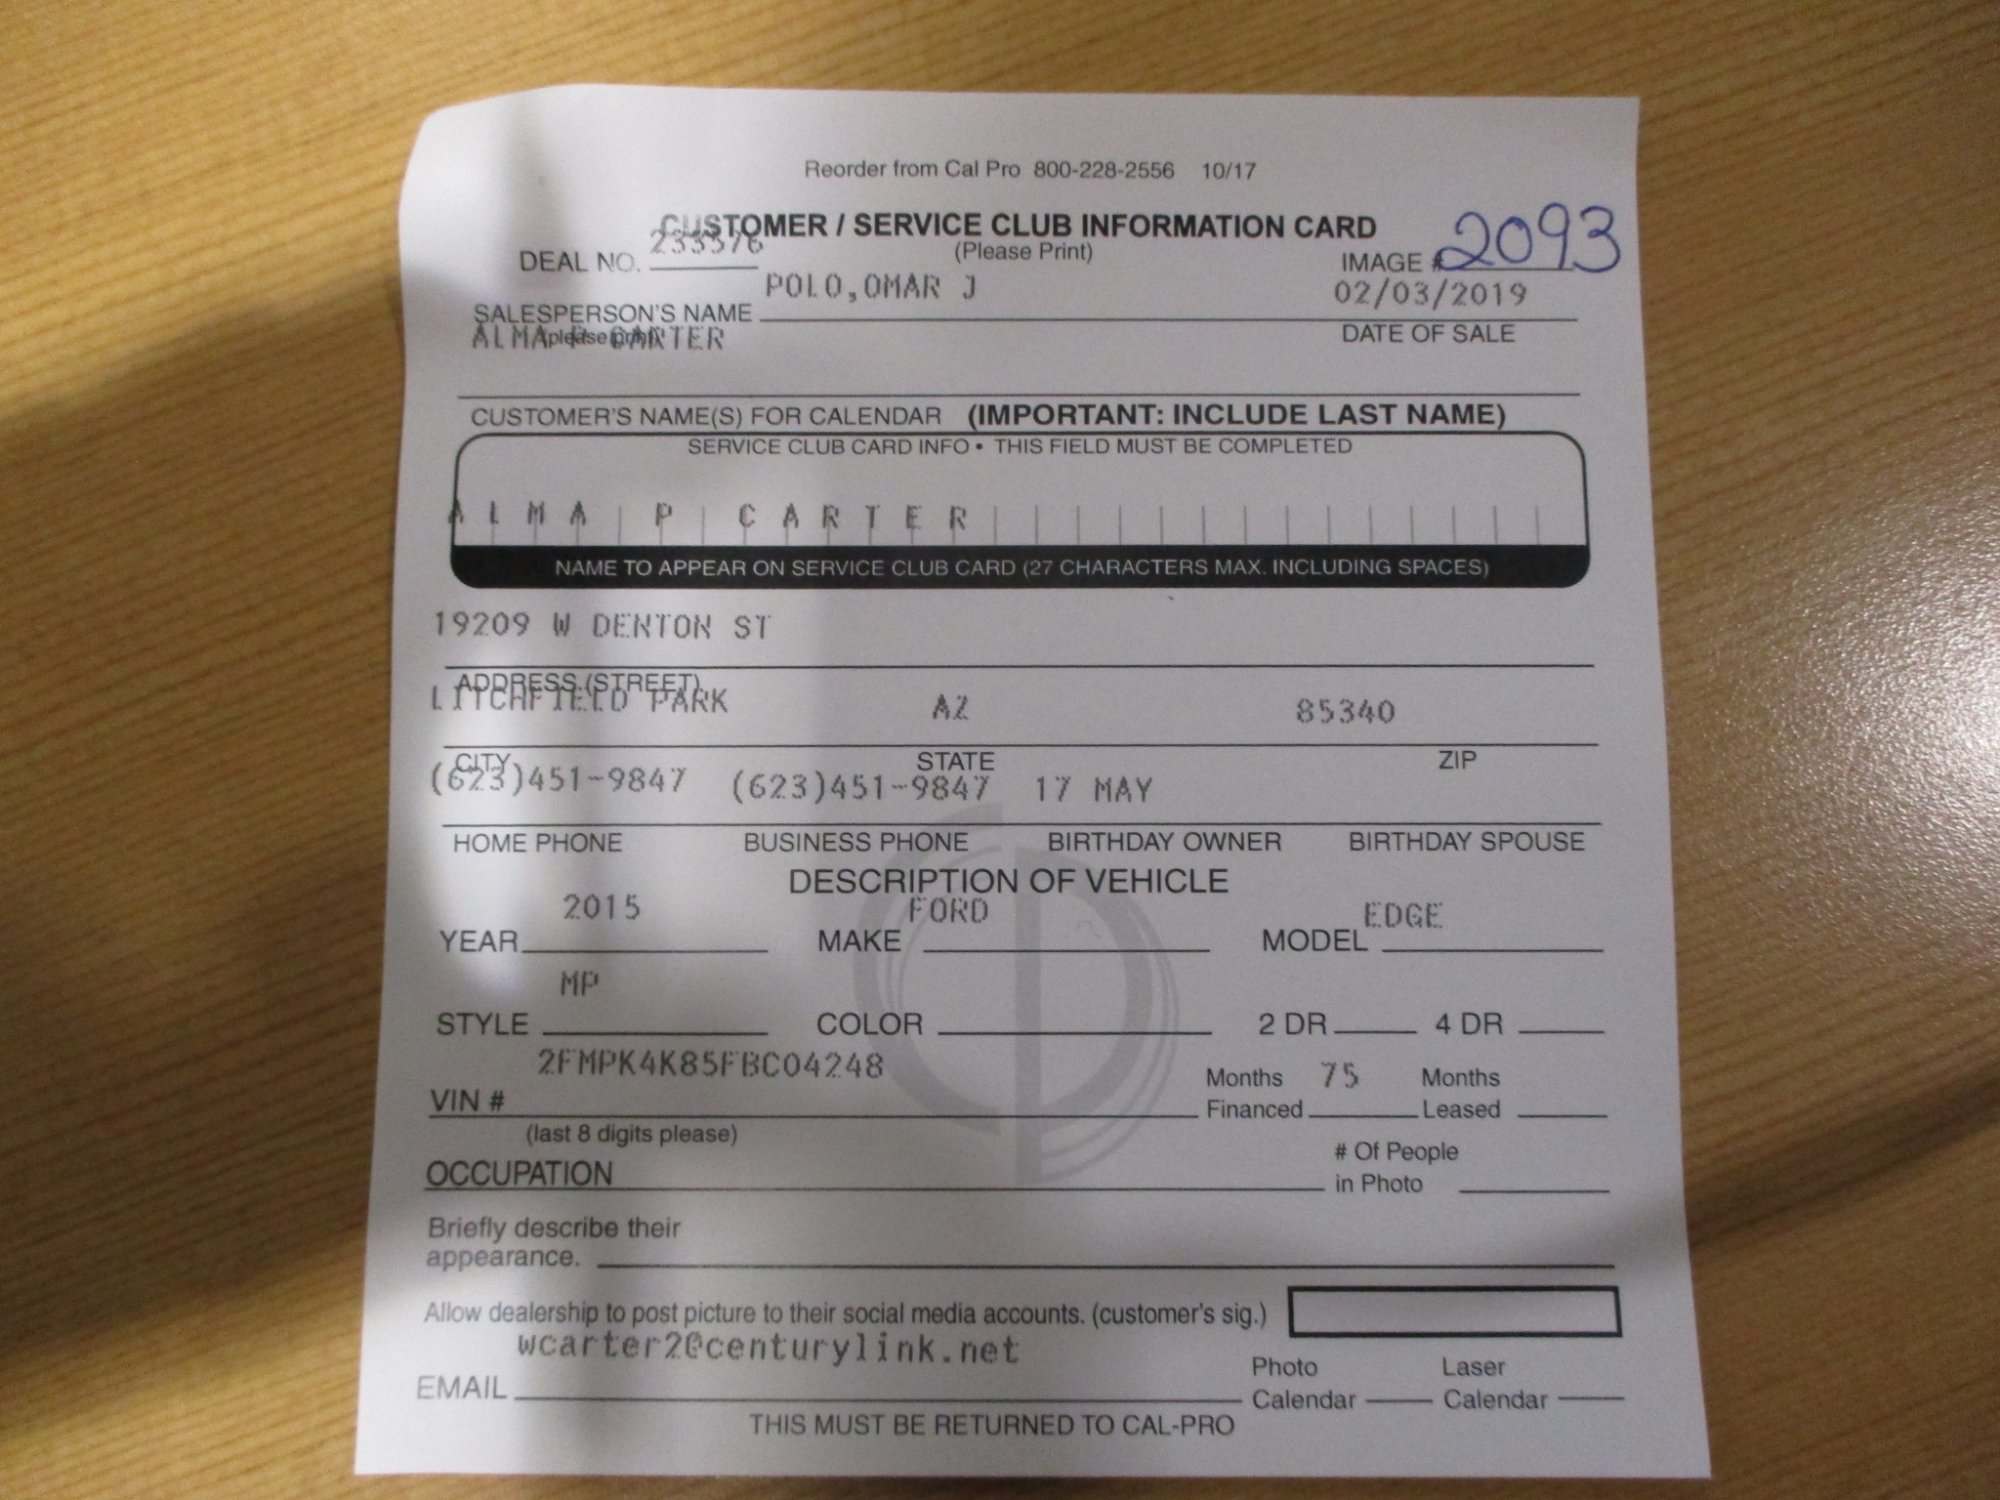 Reorder from Cal Pro 800-228-2556 10/17
CUSTOMER / SERVICE CLUB INFORMATION CARD
DEAL NO. 233576 (Please Print) IMAGE # 2093
POLO,OMAR J 02/03/2019
SALESPERSON'S NAME
(please print) DATE OF SALE
ALMA P CARTER
CUSTOMER'S NAME(S) FOR CALENDAR (IMPORTANT: INCLUDE LAST NAME)
SERVICE CLUB CARD INFO • THIS FIELD MUST BE COMPLETED
ALMA P CARTER
NAME TO APPEAR ON SERVICE CLUB CARD (27 CHARACTERS MAX. INCLUDING SPACES)
19209 W DENTON ST
ADDRESS (STREET)
LITCHFIELD PARK AZ 85340
CITY STATE ZIP
(623)451-9847 (623)451-9847 17 MAY
HOME PHONE BUSINESS PHONE BIRTHDAY OWNER BIRTHDAY SPOUSE
DESCRIPTION OF VEHICLE
2015 FORD EDGE
YEAR MAKE MODEL
MP
STYLE COLOR 2 DR 4 DR
2FMPK4K85FBC04248 Months 75 Months
VIN # Financed Leased
(last 8 digits please)
# Of People
OCCUPATION in Photo
Briefly describe their
appearance.
Allow dealership to post picture to their social media accounts. (customer's sig.)
wcarter2@centurylink.net
Photo Laser
EMAIL Calendar Calendar
THIS MUST BE RETURNED TO CAL-PRO